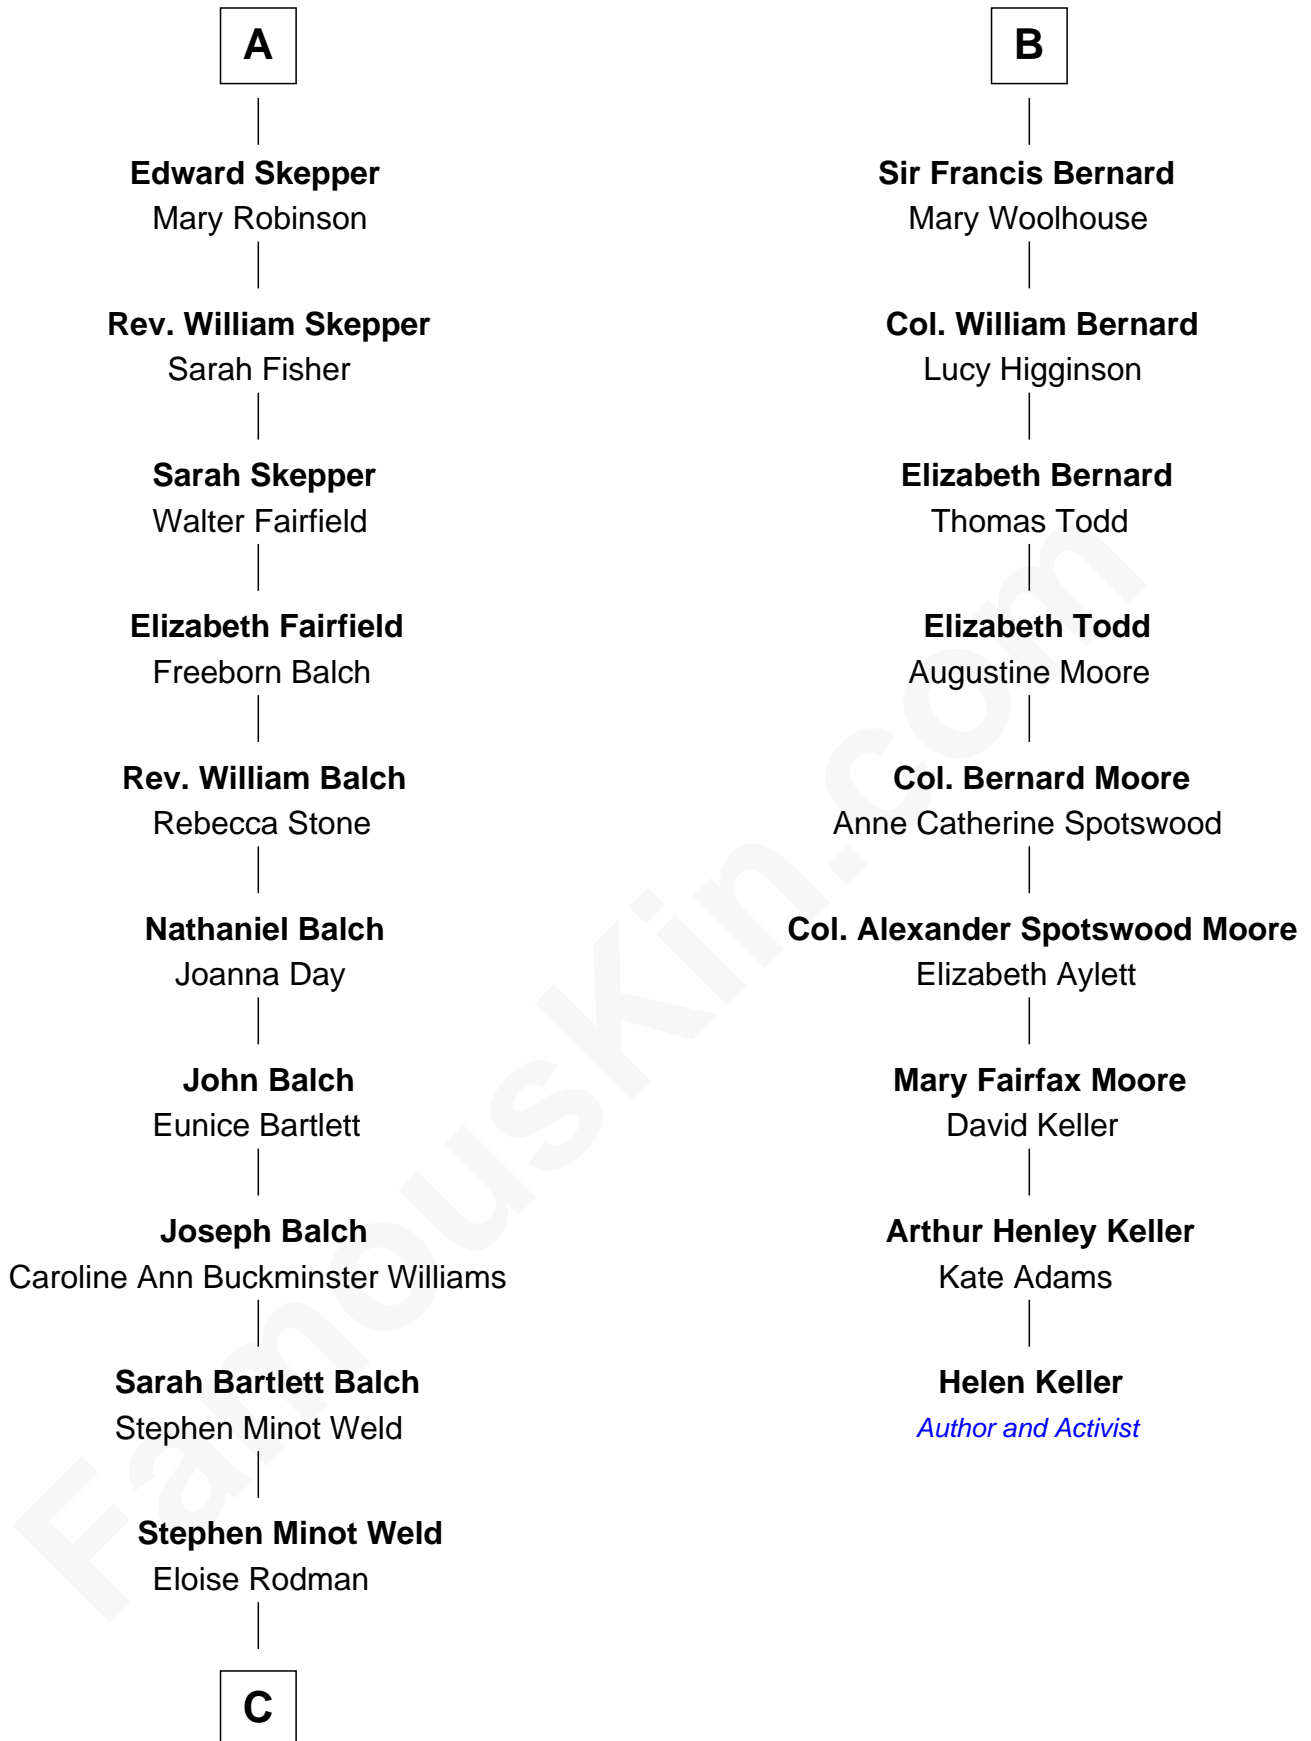 A
Edward Skepper
Mary Robinson
Rev. William Skepper
Sarah Fisher
Sarah Skepper
Walter Fairfield
Elizabeth Fairfield
Freeborn Balch
Rev. William Balch
Rebecca Stone
Nathaniel Balch
Joanna Day
John Balch
Eunice Bartlett
Joseph Balch
Caroline Ann Buckminster Williams
Sarah Bartlett Balch
Stephen Minot Weld
Stephen Minot Weld
Eloise Rodman
C
B
Sir Francis Bernard
Mary Woolhouse
Col. William Bernard
Lucy Higginson
Elizabeth Bernard
Thomas Todd
Elizabeth Todd
Augustine Moore
Col. Bernard Moore
Anne Catherine Spotswood
Col. Alexander Spotswood Moore
Elizabeth Aylett
Mary Fairfax Moore
David Keller
Arthur Henley Keller
Kate Adams
Helen Keller
Author and Activist
FamousKin.com